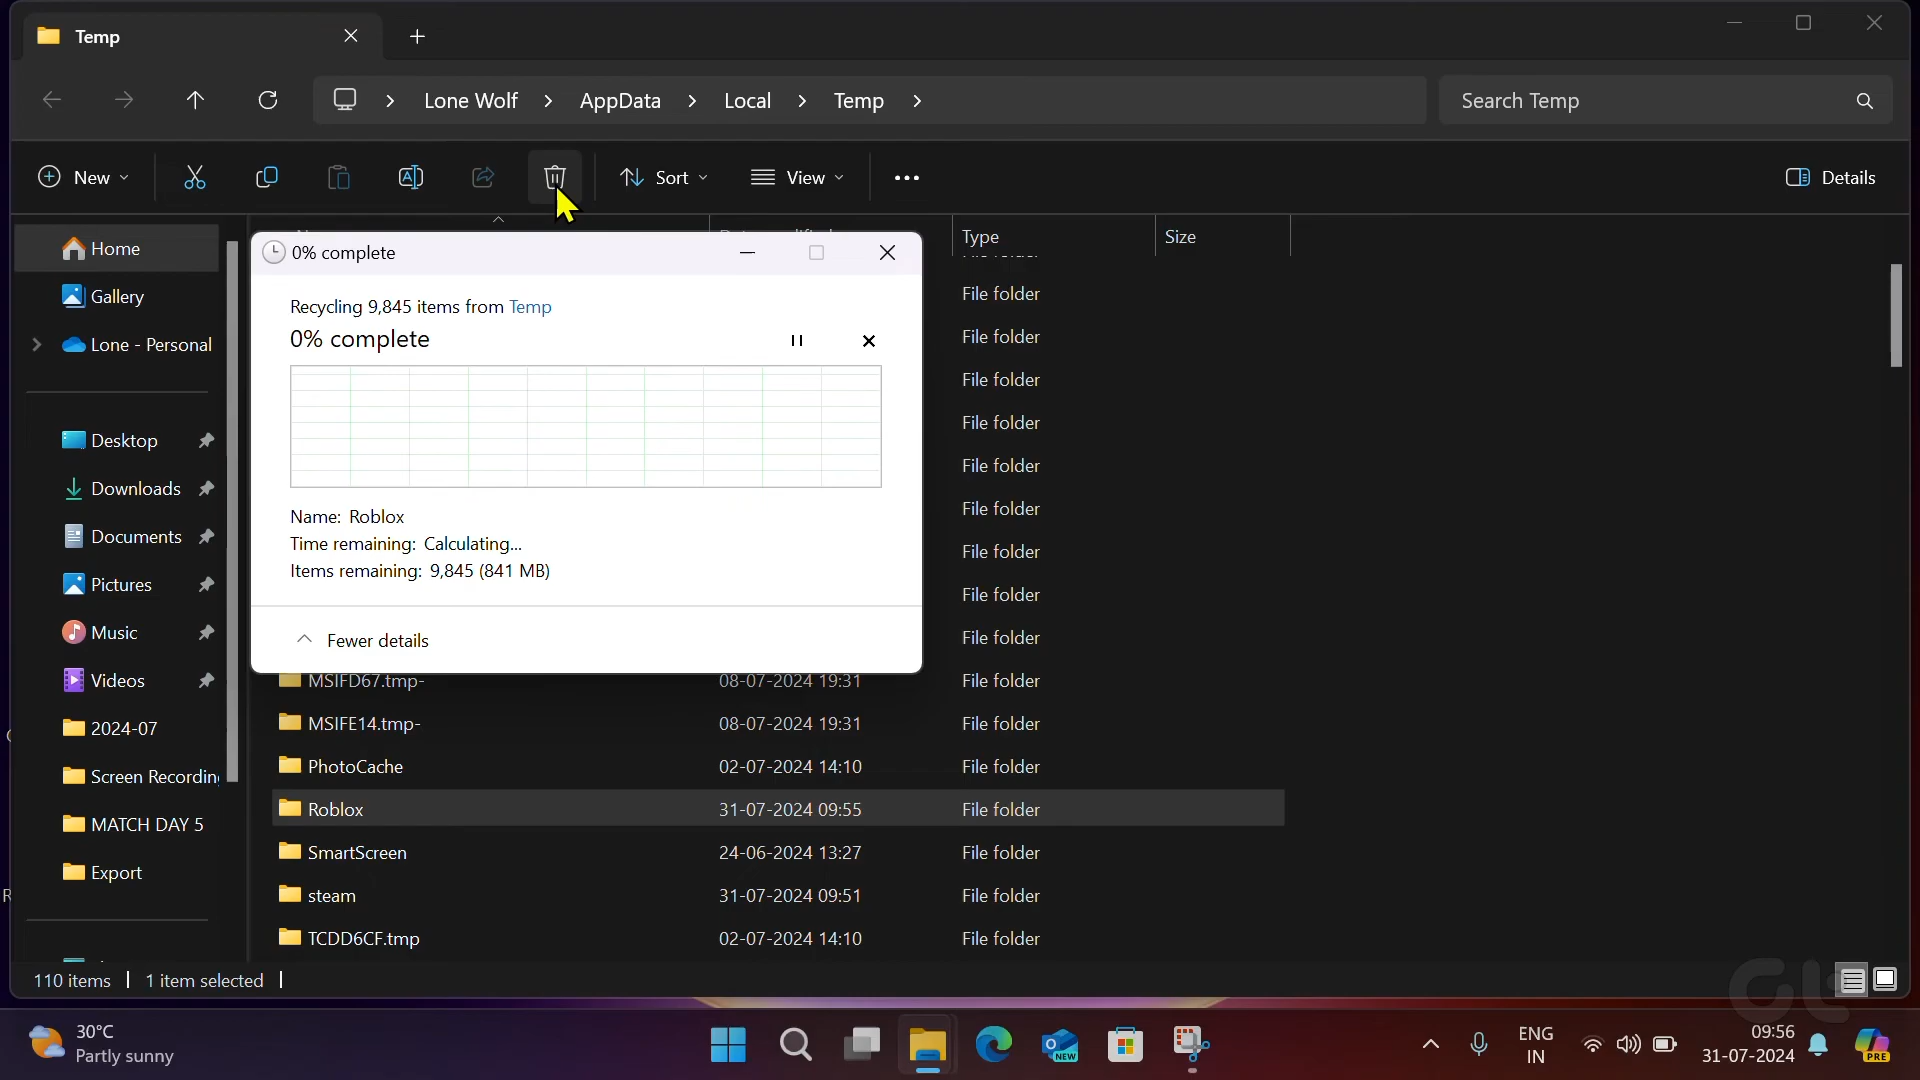 Temp
Lone Wolf
AppData
Local
Temp
Search Temp
New
Sort
View
Details
Home
Gallery
Lone - Personal
Desktop
Downloads
Documents
Pictures
Music
Videos
2024-07
Screen Recordin
MATCH DAY 5
Export
Type
Size
0% complete
Recycling 9,845 items from Temp
0% complete
Name: Roblox
Time remaining: Calculating...
Items remaining: 9,845 (841 MB)
Fewer details
File folder
File folder
File folder
File folder
File folder
File folder
File folder
File folder
File folder
MSIFD67.tmp- 08-07-2024 19:31 File folder
MSIFE14.tmp- 08-07-2024 19:31 File folder
PhotoCache 02-07-2024 14:10 File folder
Roblox 31-07-2024 09:55 File folder
SmartScreen 24-06-2024 13:27 File folder
steam 31-07-2024 09:51 File folder
TCDD6CF.tmp 02-07-2024 14:10 File folder
110 items
1 item selected
30°C
Partly sunny
NEW
ENG
IN
09:56
31-07-2024
PRE